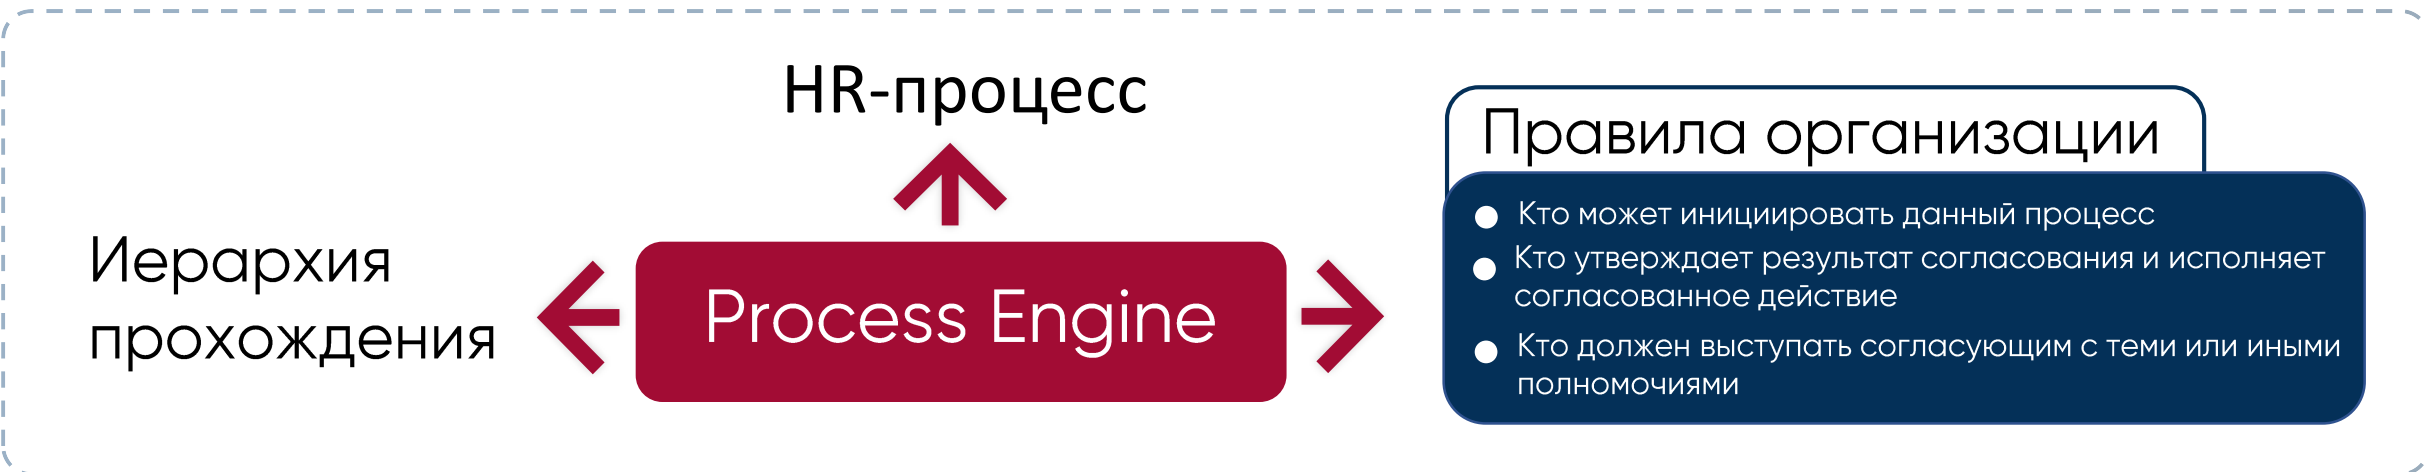 HR-процесс
Иерархия
прохождения
Process Engine
Правила организации
Кто может инициировать данный процесс
Кто утверждает результат согласования и исполняет
согласованное действие
Кто должен выступать согласующим с теми или иными
полномочиями